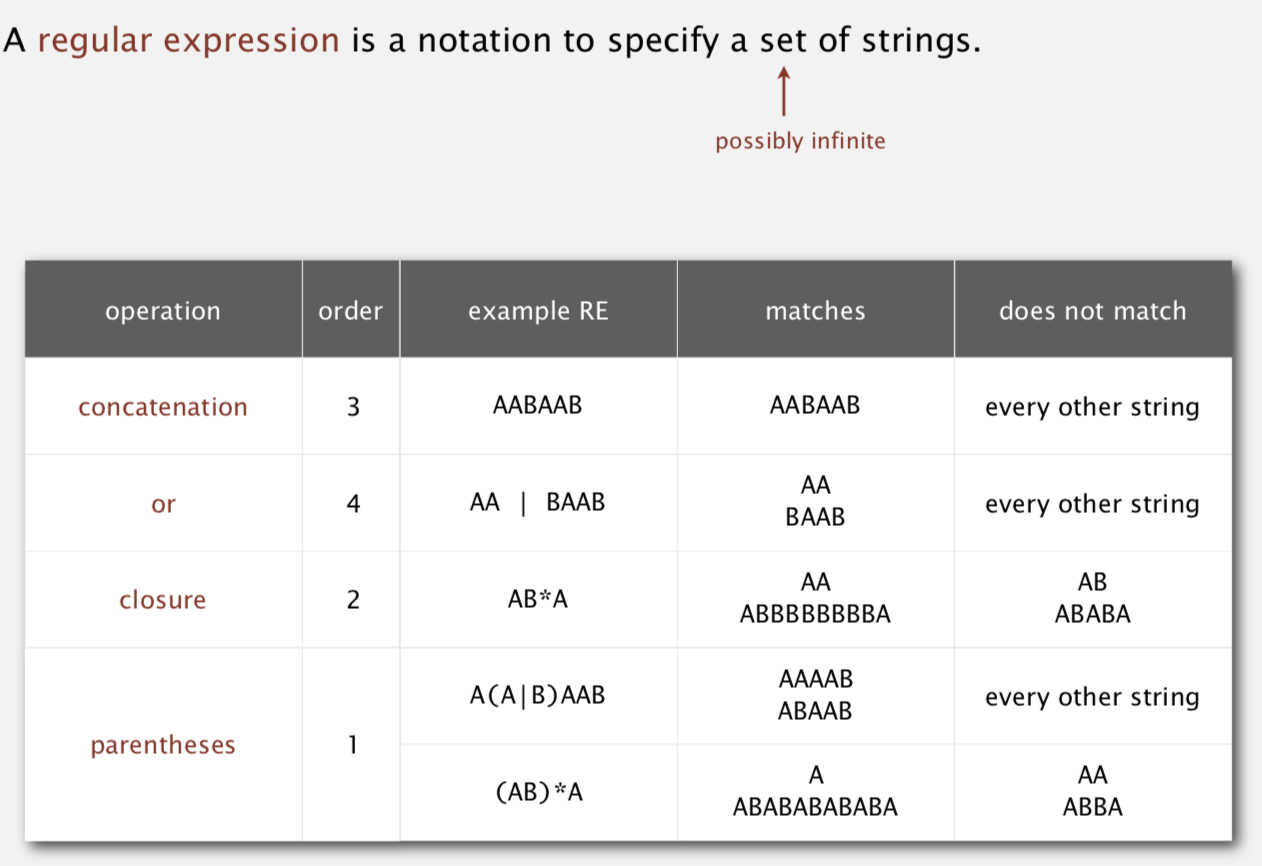 A regular expression is a notation to specify a set of strings.
possibly infinite
operation order example RE matches does not match
concatenation 3 AABAAB AABAAB every other string
or 4 AA | BAAB AA
BAAB every other string
closure 2 AB*A AA
ABBBBBBBBA AB
ABABA
parentheses 1 A(A|B)AAB AAAAB
ABAAB every other string
(AB)*A A
ABABABABABA AA
ABBA